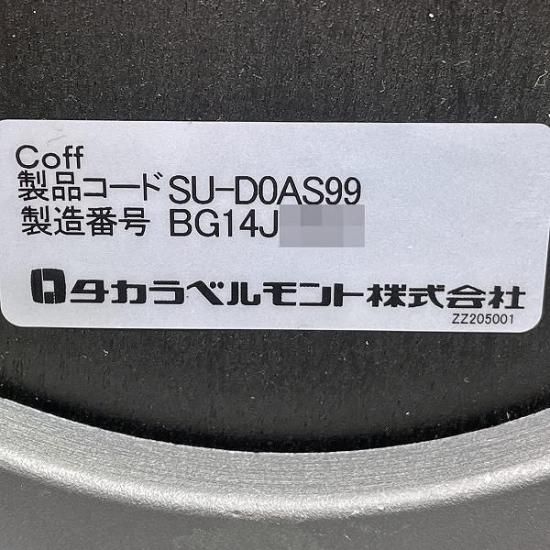 Coff
製品コード SU-D0AS99
製造番号 BG14J
タカラベルモント株式会社
ZZ205001